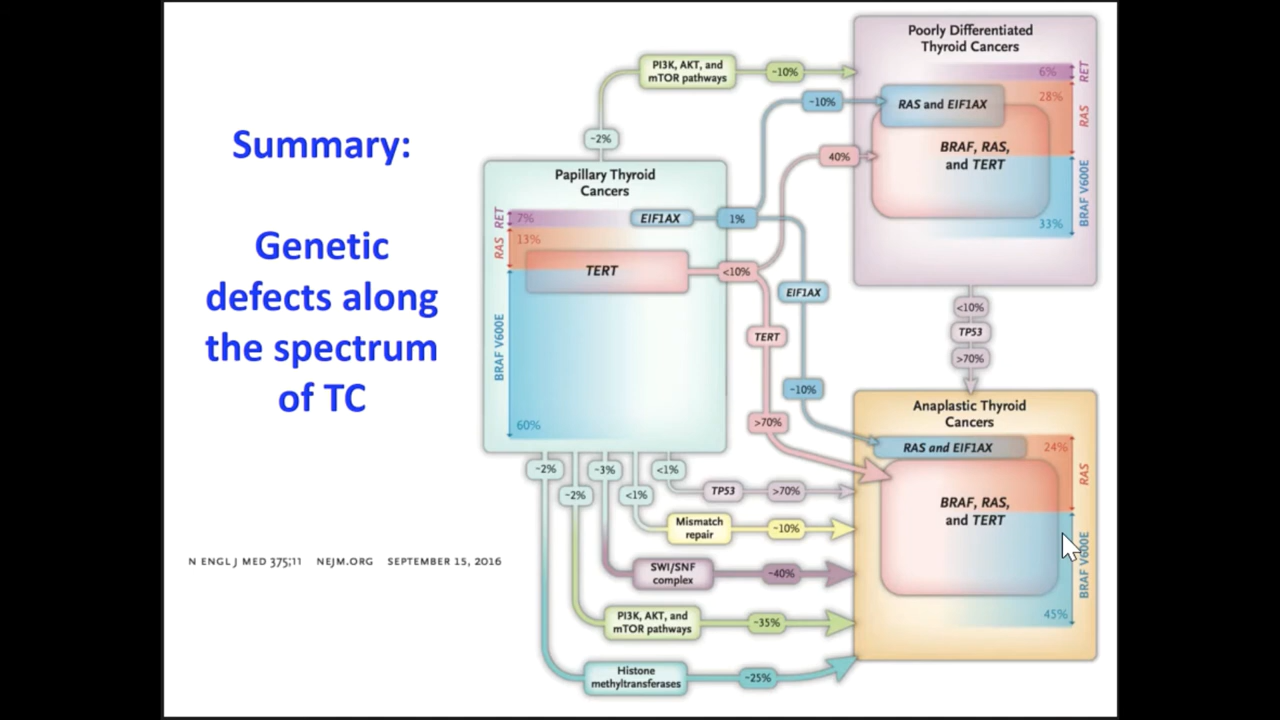 Summary:
Genetic
defects along
the spectrum
of TC
N ENGL J MED 375;11 NEJM.ORG SEPTEMBER 15, 2016
PI3K, AKT, and
mTOR pathways
~10%
~2%
Papillary Thyroid
Cancers
RET
7%
EIF1AX
1%
RAS
13%
TERT
<10%
BRAF V600E
60%
~10%
40%
EIF1AX
TERT
~10%
>70%
Poorly Differentiated
Thyroid Cancers
6%
RET
RAS and EIF1AX
28%
RAS
BRAF, RAS,
and TERT
33%
BRAF V600E
<10%
TP53
>70%
Anaplastic Thyroid
Cancers
RAS and EIF1AX
24%
RAS
BRAF, RAS,
and TERT
BRAF V600E
45%
~2%
~2%
~3%
<1%
<1%
TP53
>70%
Mismatch
repair
~10%
SWI/SNF
complex
~40%
PI3K, AKT, and
mTOR pathways
~35%
Histone
methyltransferases
~25%